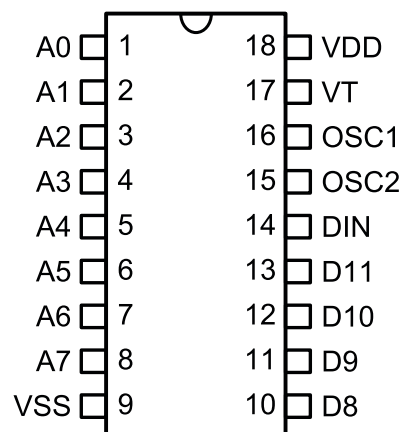 A0 1 18 VDD
A1 2 17 VT
A2 3 16 OSC1
A3 4 15 OSC2
A4 5 14 DIN
A5 6 13 D11
A6 7 12 D10
A7 8 11 D9
VSS 9 10 D8